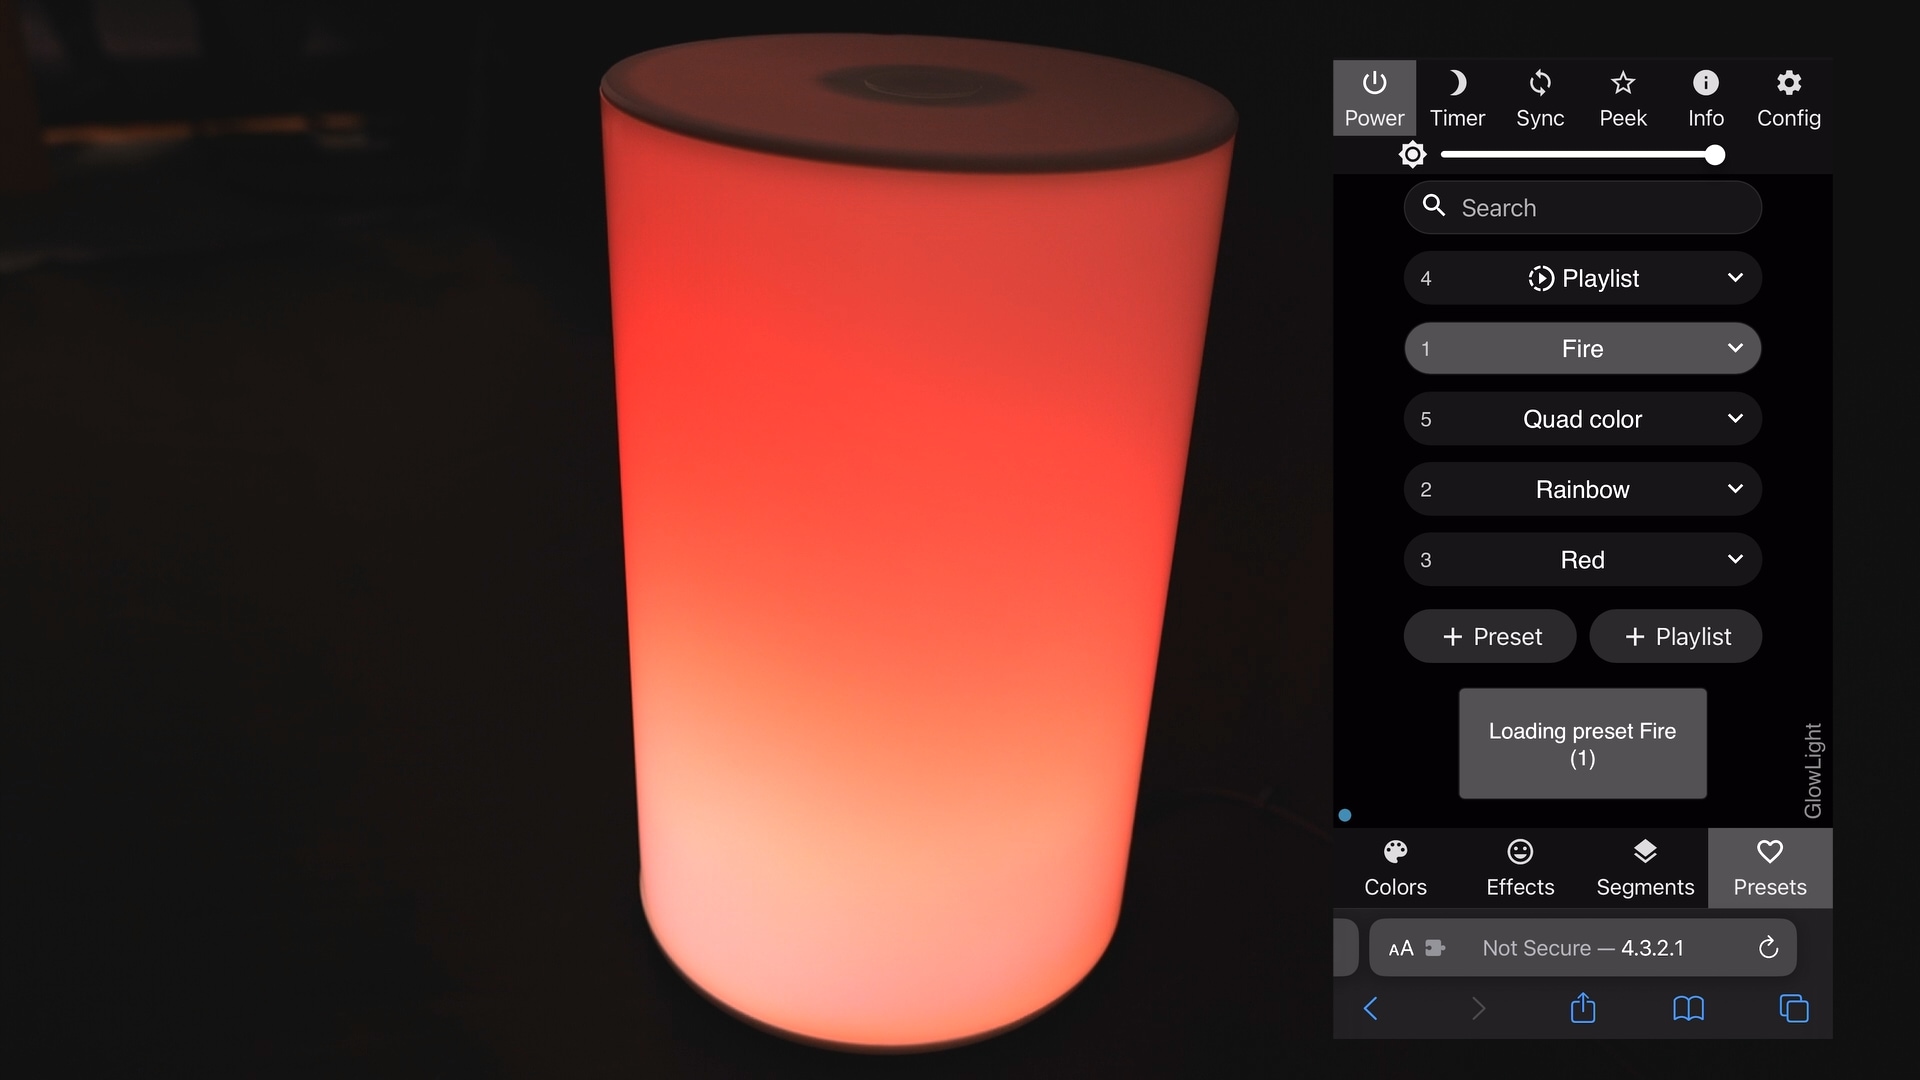 Power Timer Sync Peek Info Config
Search
4 Playlist
1 Fire
5 Quad color
2 Rainbow
3 Red
+ Preset + Playlist
Loading preset Fire
(1)
GlowLight
Colors Effects Segments Presets
AA Not Secure — 4.3.2.1